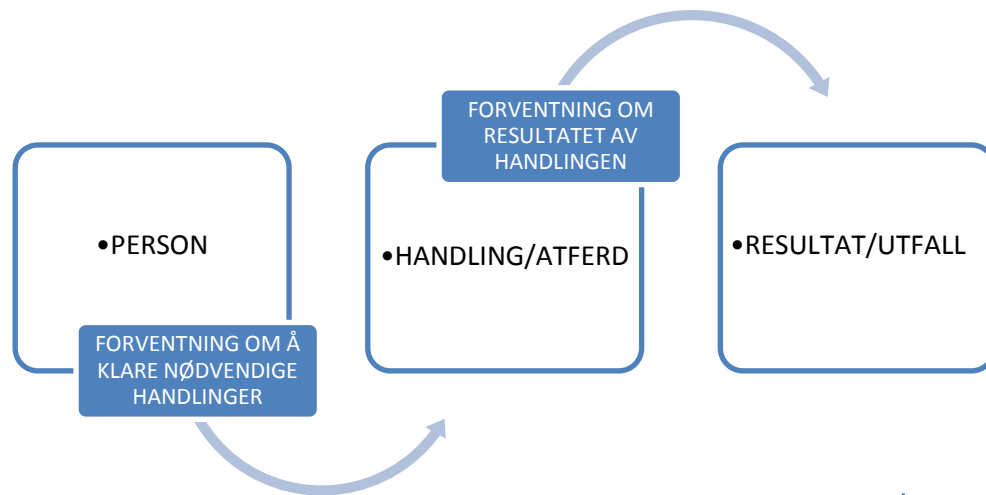 •PERSON
FORVENTNING OM Å
KLARE NØDVENDIGE
HANDLINGER
FORVENTNING OM
RESULTATET AV
HANDLINGEN
•HANDLING/ATFERD
•RESULTAT/UTFALL